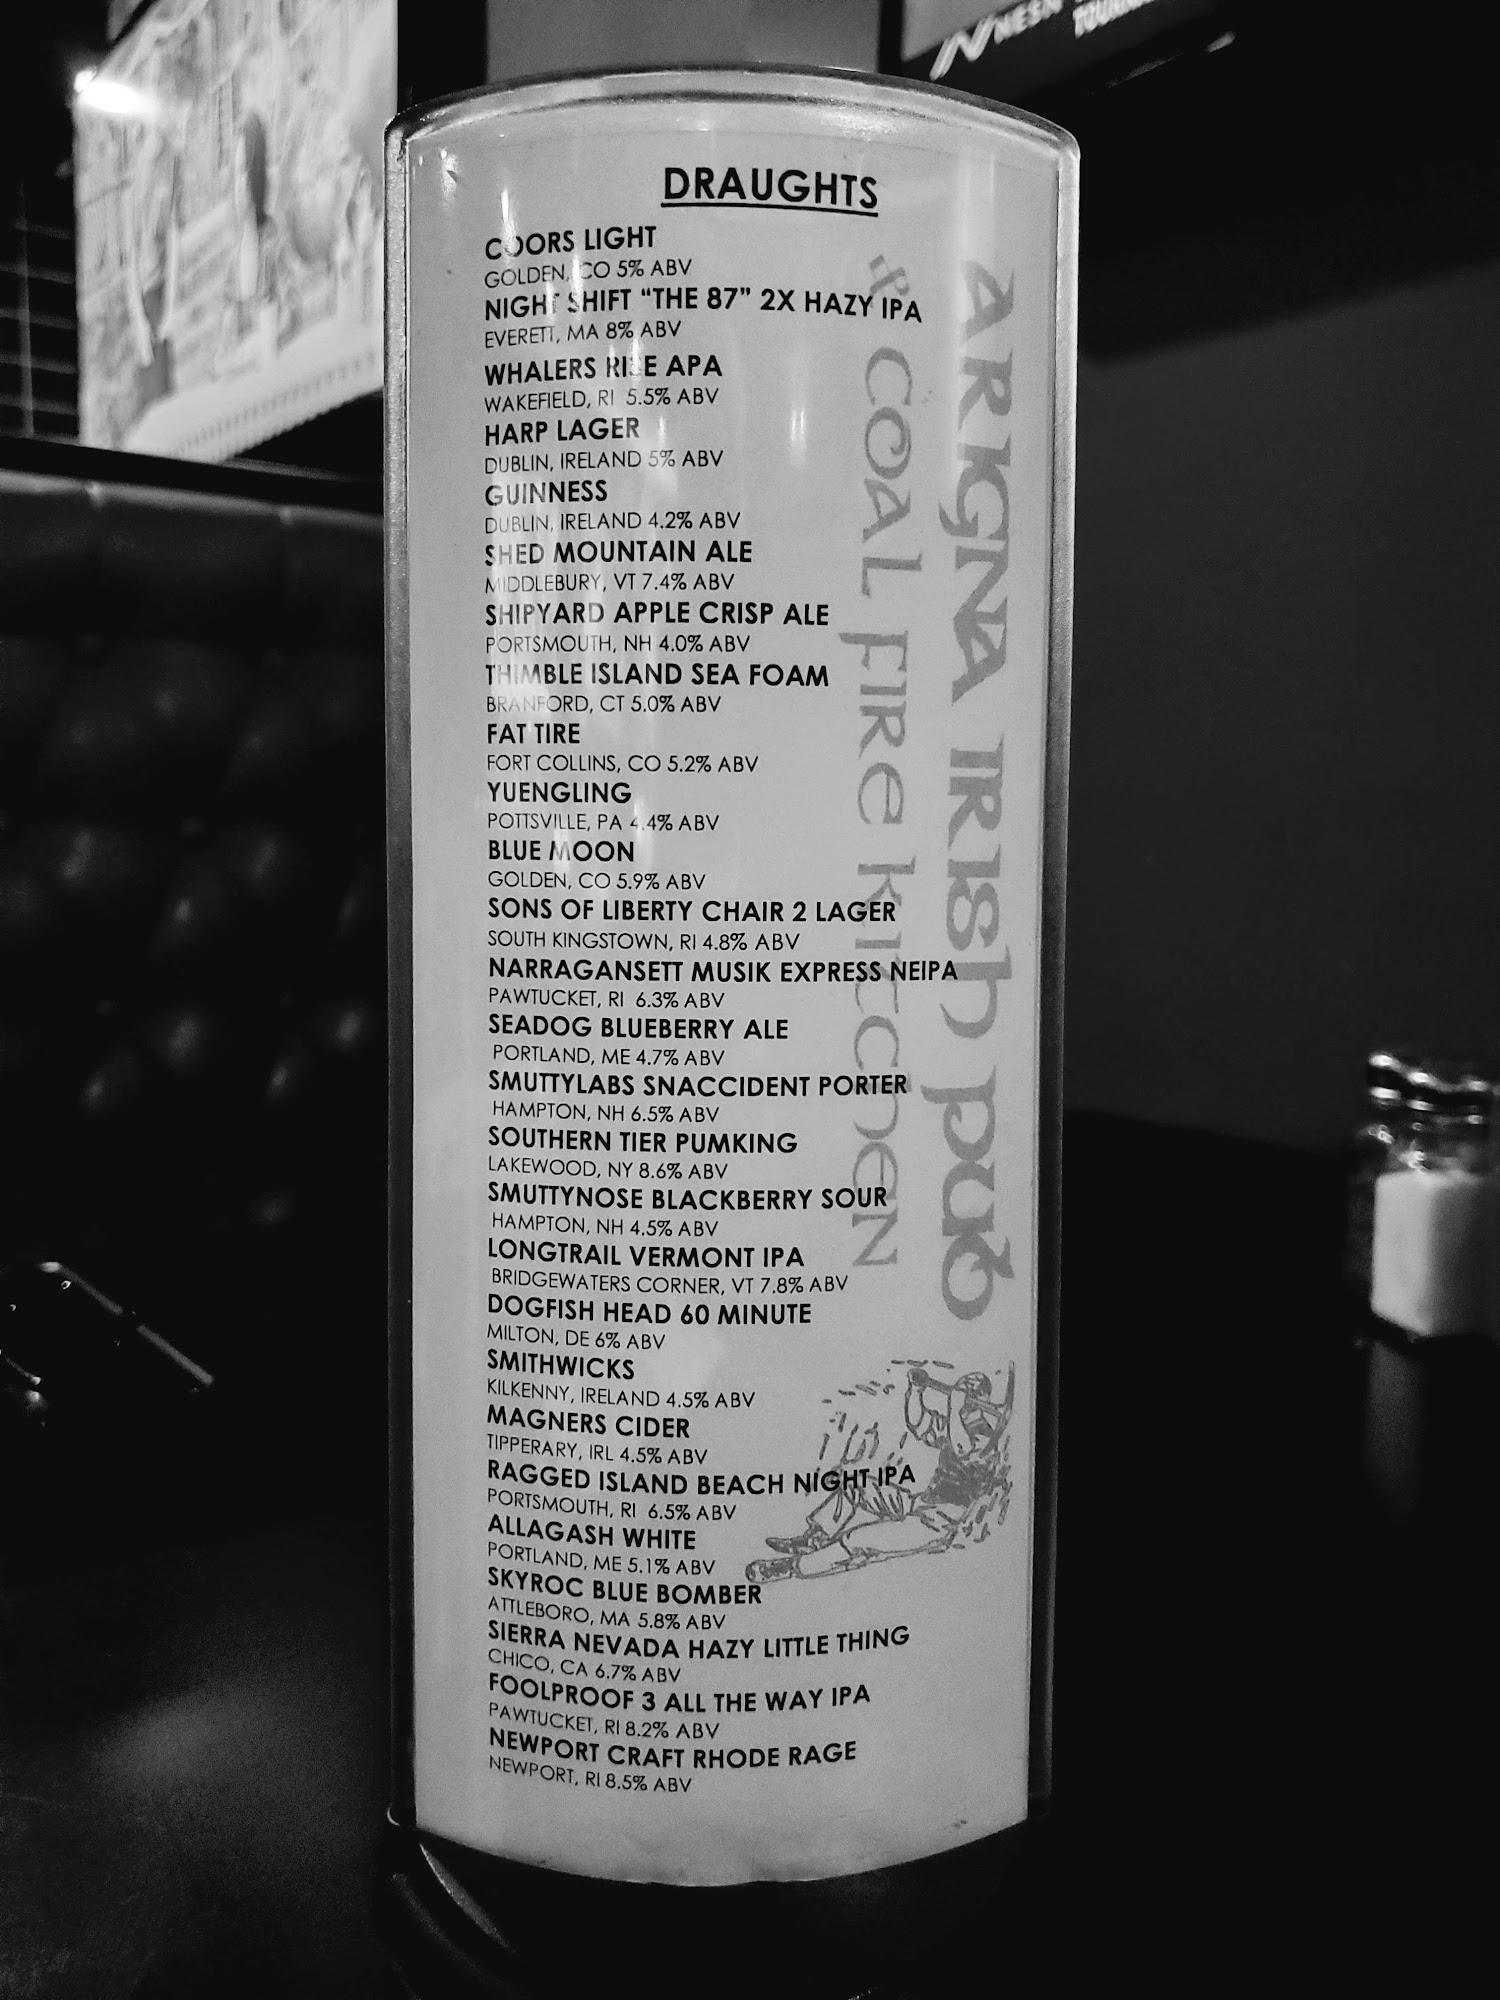 NESN
DRAUGHTS
COORS LIGHT
GOLDEN, CO 5% ABV
NIGHT SHIFT “THE 87” 2X HAZY IPA
EVERETT, MA 8% ABV
WHALERS RISE APA
WAKEFIELD, RI 5.5% ABV
HARP LAGER
DUBLIN, IRELAND 5% ABV
GUINNESS
DUBLIN, IRELAND 4.2% ABV
SHED MOUNTAIN ALE
MIDDLEBURY, VT 7.4% ABV
SHIPYARD APPLE CRISP ALE
PORTSMOUTH, NH 4.0% ABV
THIMBLE ISLAND SEA FOAM
BRANFORD, CT 5.0% ABV
FAT TIRE
FORT COLLINS, CO 5.2% ABV
YUENGLING
POTTSVILLE, PA 4.4% ABV
BLUE MOON
GOLDEN, CO 5.9% ABV
SONS OF LIBERTY CHAIR 2 LAGER
SOUTH KINGSTOWN, RI 4.8% ABV
NARRAGANSETT MUSIK EXPRESS NEIPA
PAWTUCKET, RI 6.3% ABV
SEADOG BLUEBERRY ALE
PORTLAND, ME 4.7% ABV
SMUTTYLABS SNACCIDENT PORTER
HAMPTON, NH 6.5% ABV
SOUTHERN TIER PUMKING
LAKEWOOD, NY 8.6% ABV
SMUTTYNOSE BLACKBERRY SOUR
HAMPTON, NH 4.5% ABV
LONGTRAIL VERMONT IPA
BRIDGEWATERS CORNER, VT 7.8% ABV
DOGFISH HEAD 60 MINUTE
MILTON, DE 6% ABV
SMITHWICKS
KILKENNY, IRELAND 4.5% ABV
MAGNERS CIDER
TIPPERARY, IRL 4.5% ABV
RAGGED ISLAND BEACH NIGHT IPA
PORTSMOUTH, RI 6.5% ABV
ALLAGASH WHITE
PORTLAND, ME 5.1% ABV
SKYROC BLUE BOMBER
ATTLEBORO, MA 5.8% ABV
SIERRA NEVADA HAZY LITTLE THING
CHICO, CA 6.7% ABV
FOOLPROOF 3 ALL THE WAY IPA
PAWTUCKET, RI 8.2% ABV
NEWPORT CRAFT RHODE RAGE
NEWPORT, RI 8.5% ABV
ARIGNA IRISH PUB
& COAL FIRE KITCHEN